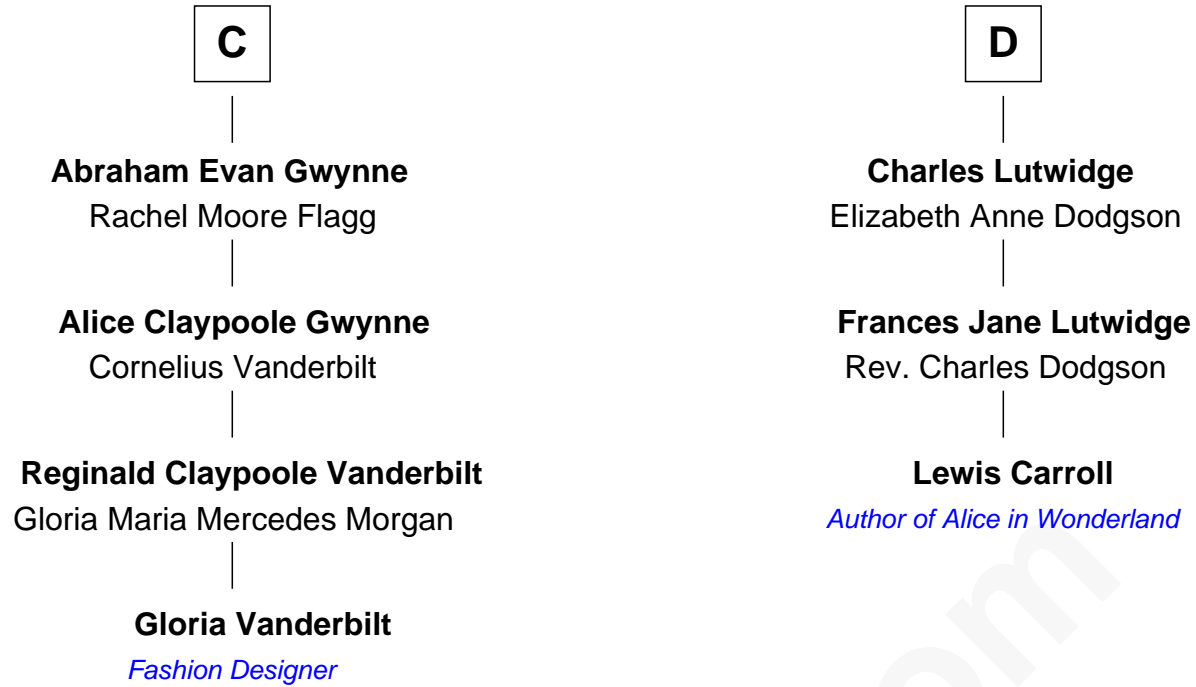 C
Abraham Evan Gwynne
Rachel Moore Flagg
Alice Claypoole Gwynne
Cornelius Vanderbilt
Reginald Claypoole Vanderbilt
Gloria Maria Mercedes Morgan
Gloria Vanderbilt
Fashion Designer
D
Charles Lutwidge
Elizabeth Anne Dodgson
Frances Jane Lutwidge
Rev. Charles Dodgson
Lewis Carroll
Author of Alice in Wonderland
om